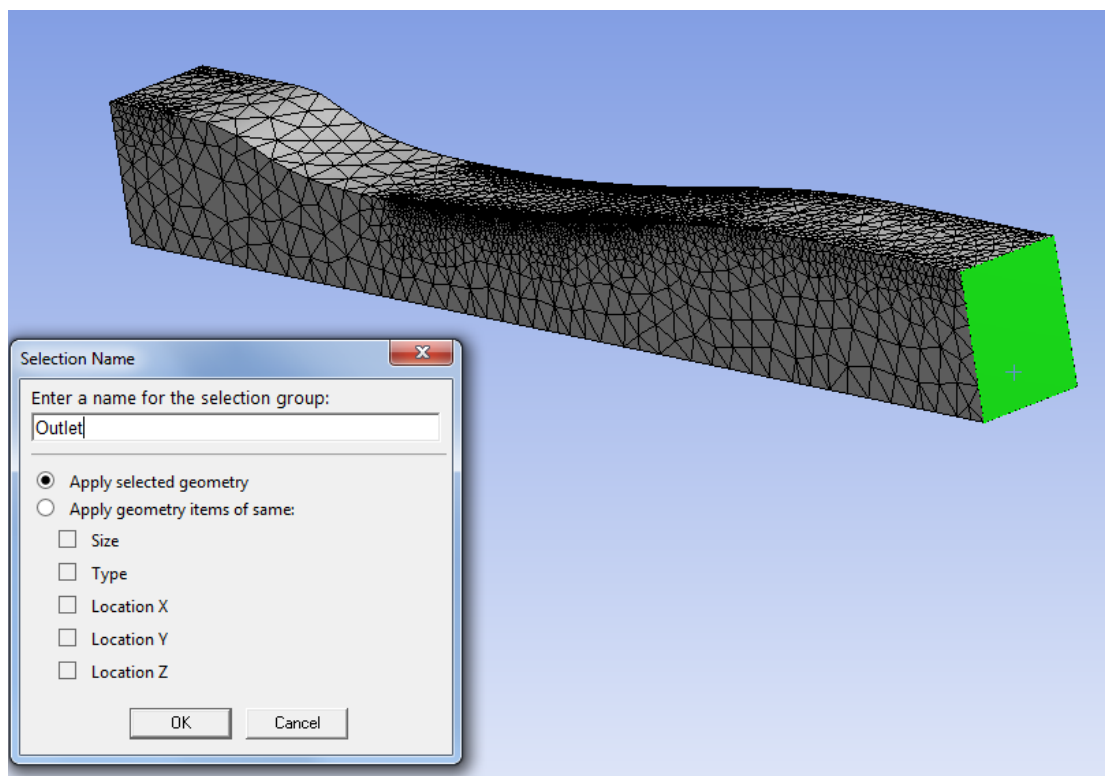 Selection Name
Enter a name for the selection group:
Outlet
Apply selected geometry
Apply geometry items of same:
Size
Type
Location X
Location Y
Location Z
OK Cancel